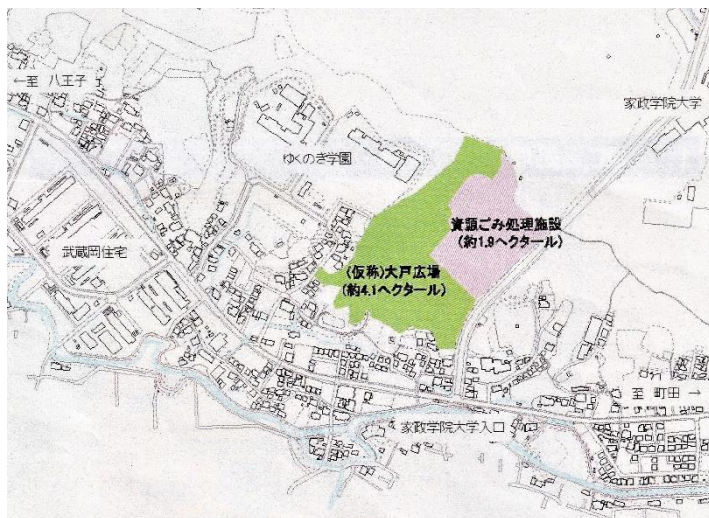 ←至 八王子
家政学院大学
ゆくのき学園
資源ごみ処理施設
(約1.9ヘクタール)
武蔵岡住宅
(仮称)大戸広場
(約4.1ヘクタール)
至 町田 →
家政学院大学入口